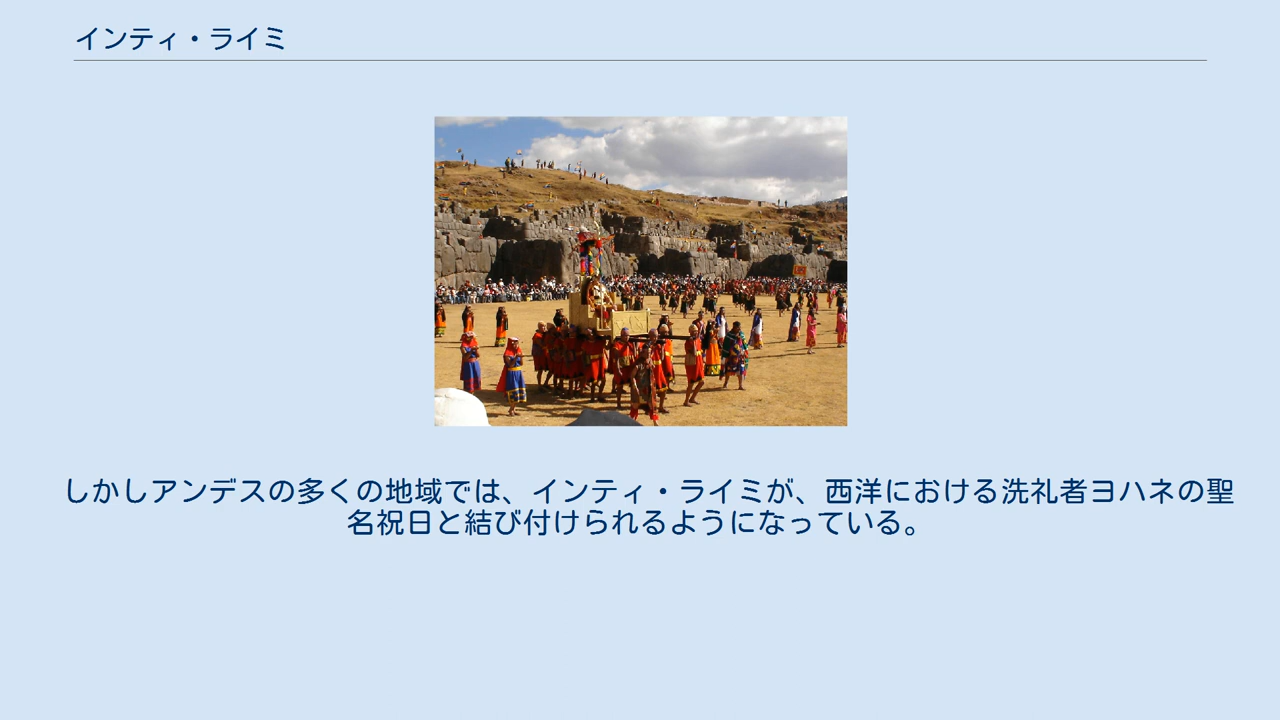 インティ・ライミ
しかしアンデスの多くの地域では、インティ・ライミが、西洋における洗礼者ヨハネの聖
名祝日と結び付けられるようになっている。